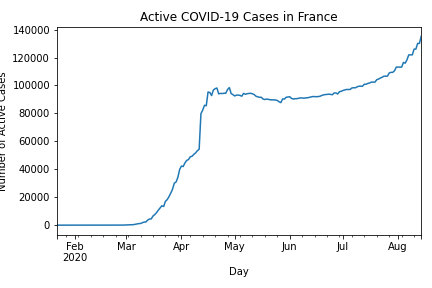 Active COVID-19 Cases in France
140000
120000
100000
80000
60000
40000
20000
0
Number of Active Cases
Feb Mar Apr May Jun Jul Aug
2020
Day